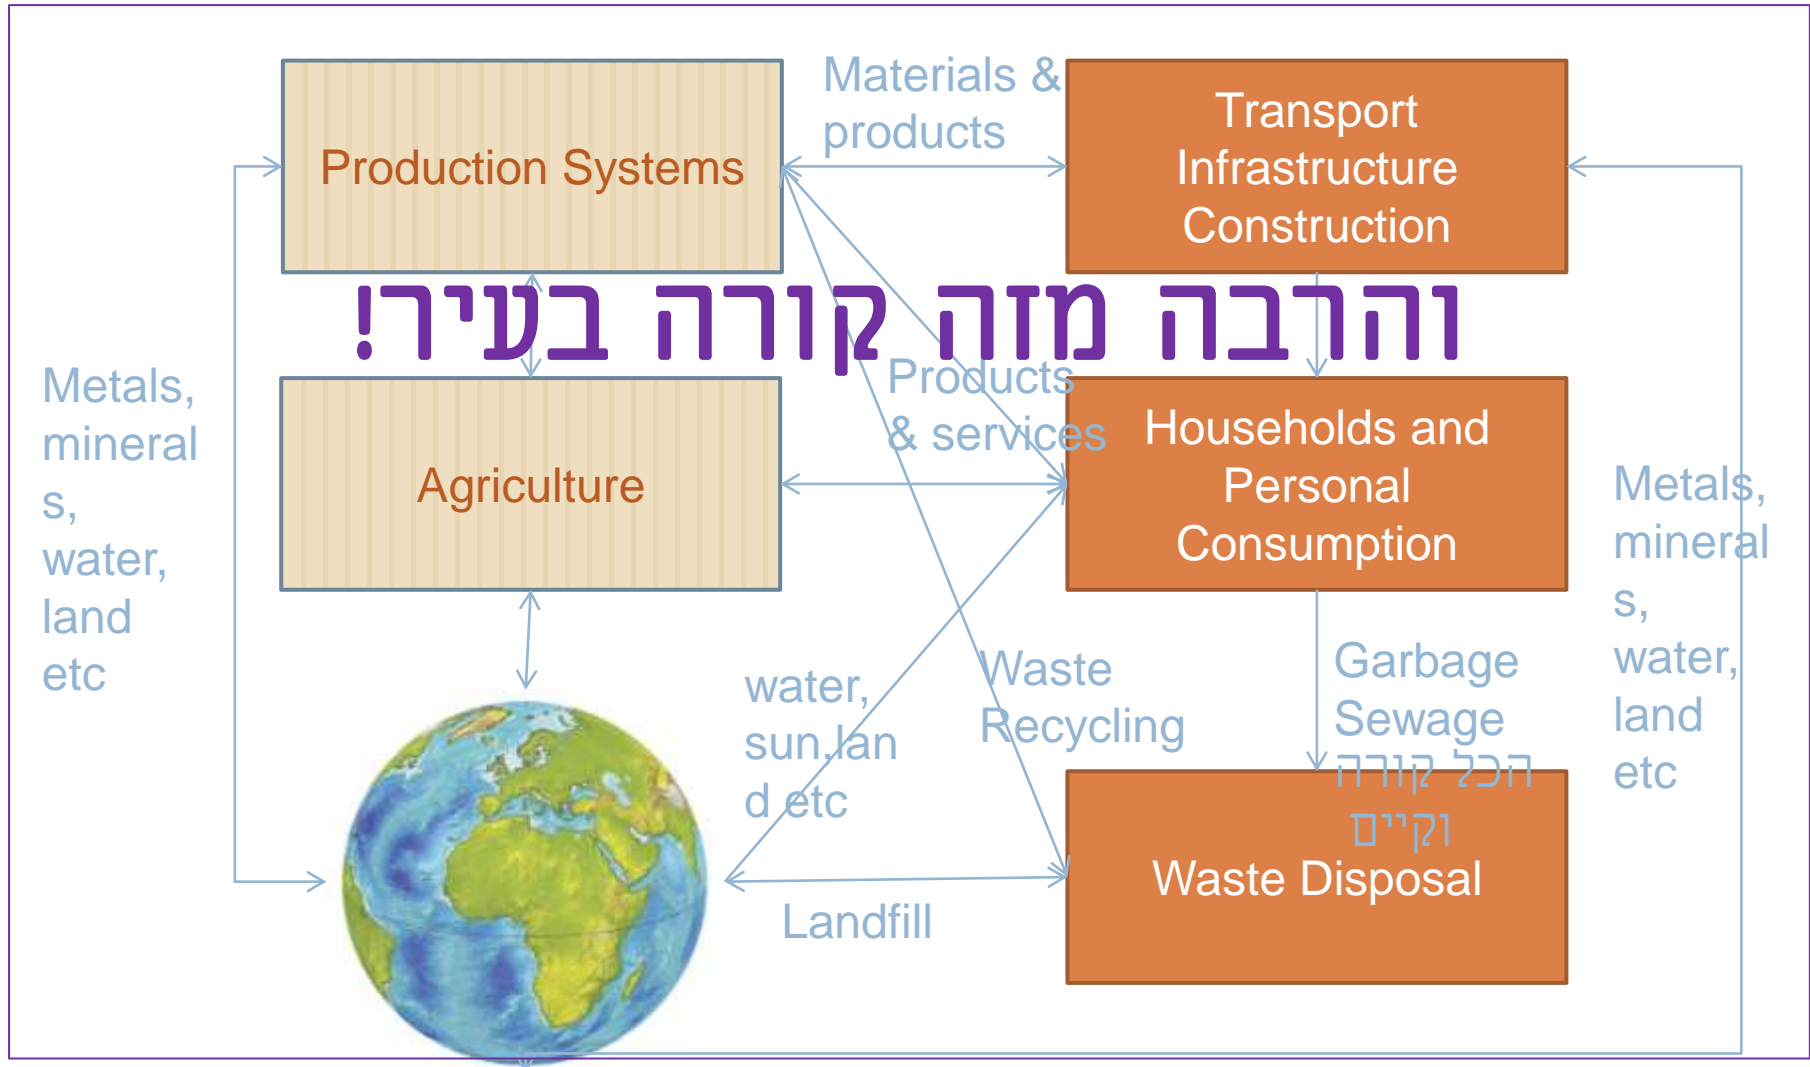 Materials &
products
Production Systems
Transport
Infrastructure
Construction
והרבה מזה קורה בעיר!
Metals,
mineral
s,
water,
land
etc
Agriculture
Products
& services
Households and
Personal
Consumption
Metals,
mineral
s,
water,
land
etc
water,
sun,lan
d etc
Waste
Recycling
Garbage
Sewage
הכל קורה
וקיים
Waste Disposal
Landfill